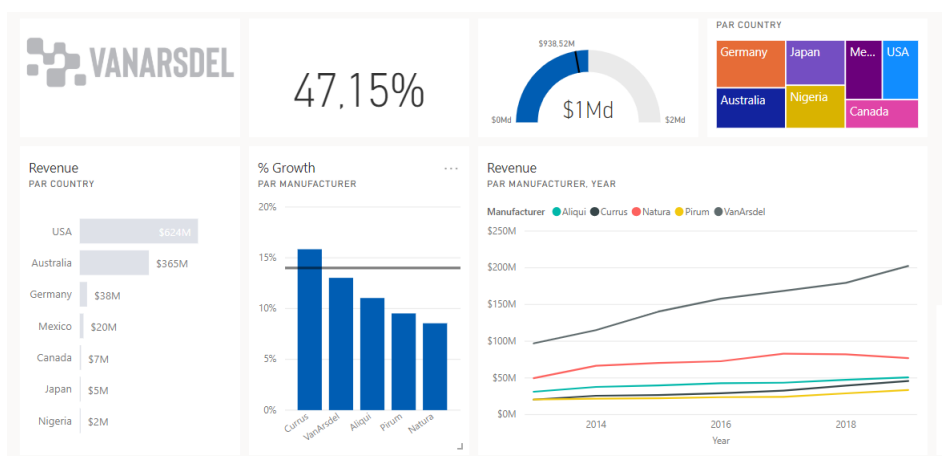 VANARSDEL
47,15%
$938.52M
$0Md
$1Md
$2Md
PAR COUNTRY
Germany
Japan
Me...
USA
Australia
Nigeria
Canada
Revenue
PAR COUNTRY
USA $624M
Australia $365M
Germany $38M
Mexico $20M
Canada $7M
Japan $5M
Nigeria $2M
% Growth ...
PAR MANUFACTURER
20%
15%
10%
5%
0%
Currus VanArsdel Aliqui Pirum Natura
Revenue
PAR MANUFACTURER, YEAR
Manufacturer Aliqui Currus Natura Pirum VanArsdel
$250M
$200M
$150M
$100M
$50M
$0M
2014 2016 2018
Year